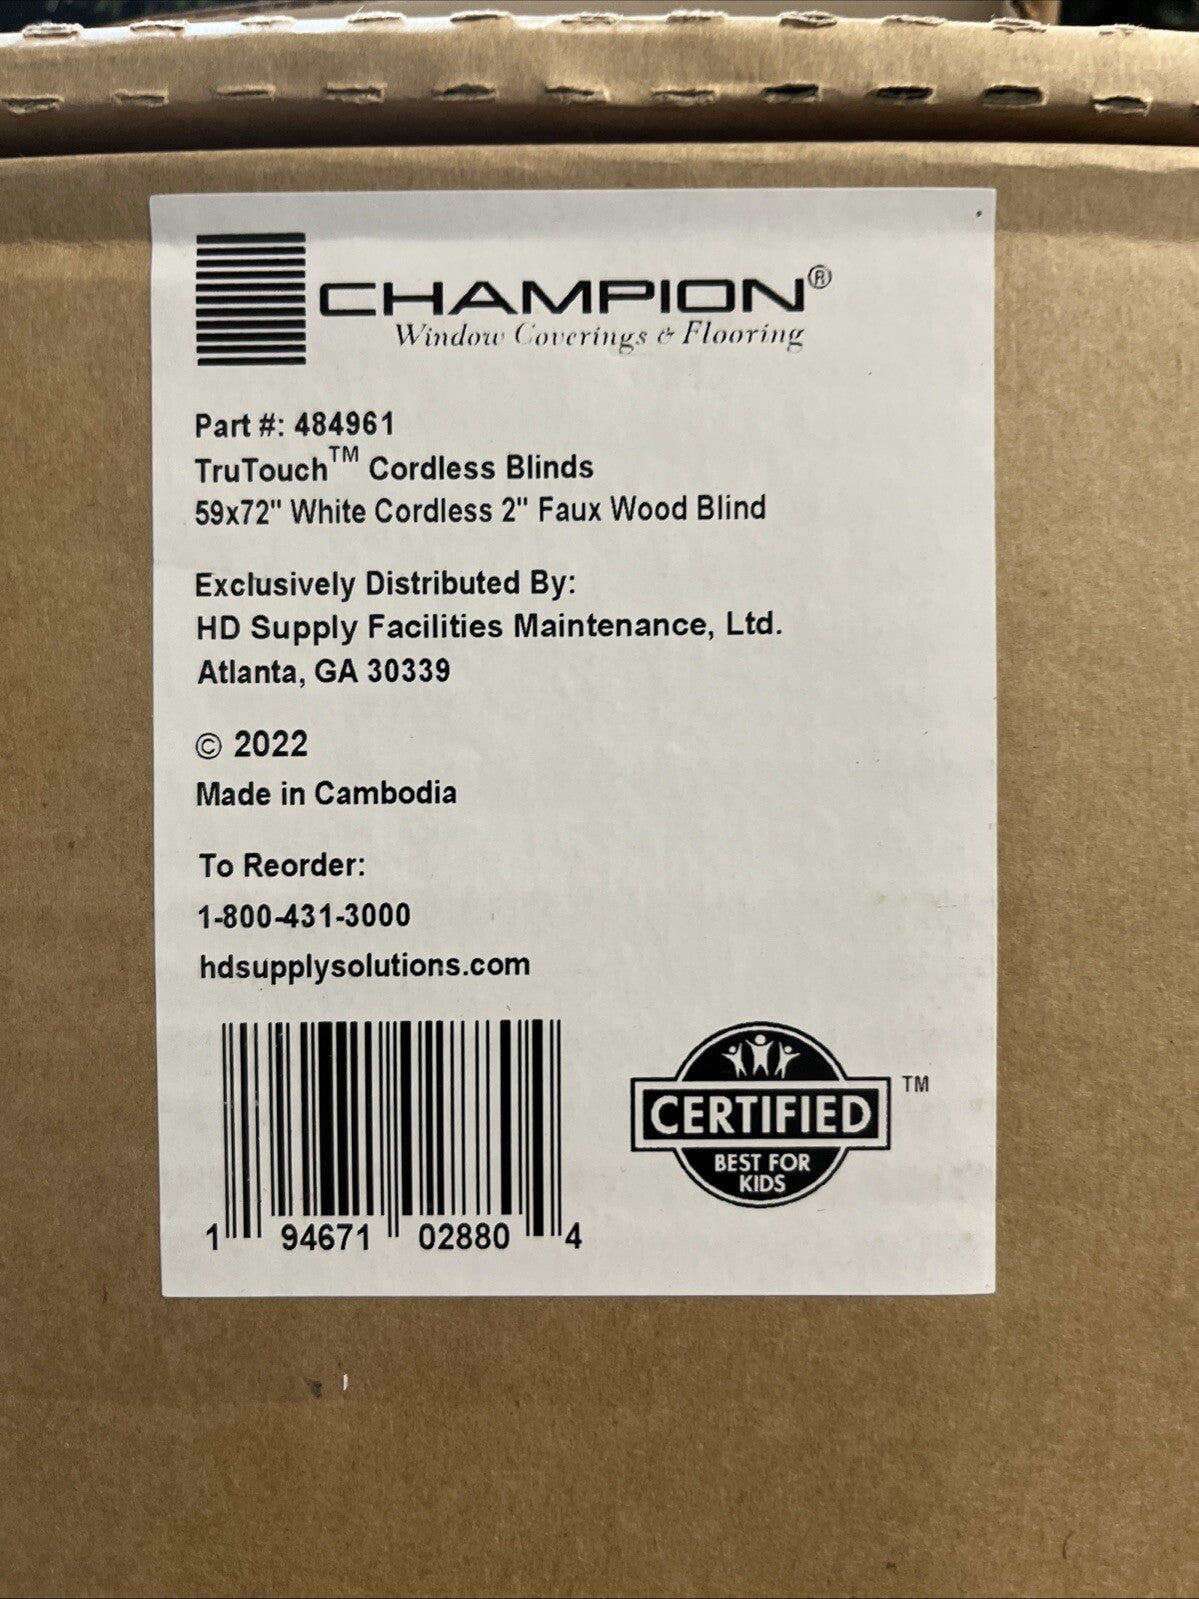 CHAMPION®
Window Coverings & Flooring
Part #: 484961
TruTouch™ Cordless Blinds
59x72" White Cordless 2" Faux Wood Blind
Exclusively Distributed By:
HD Supply Facilities Maintenance, Ltd.
Atlanta, GA 30339
© 2022
Made in Cambodia
To Reorder:
1-800-431-3000
hdsupplysolutions.com
1 94671 02880 4
CERTIFIED ™
BEST FOR
KIDS